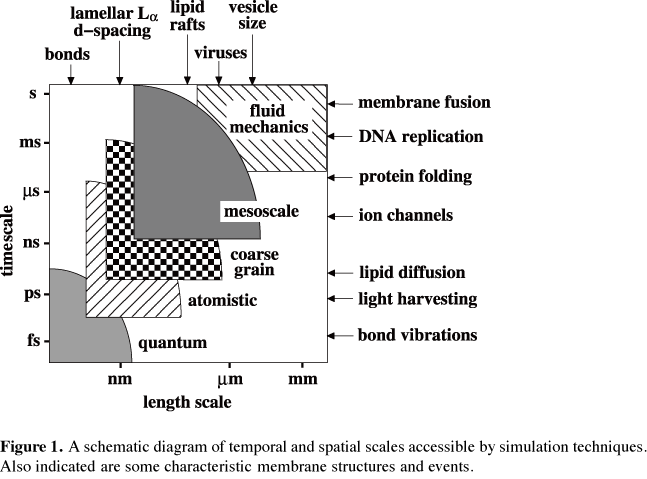 lamellar Lα
d−spacing
lipid
rafts
vesicle
size
bonds
viruses
s
ms
μs
ns
ps
fs
timescale
fluid
mechanics
mesoscale
coarse
grain
atomistic
quantum
membrane fusion
DNA replication
protein folding
ion channels
lipid diffusion
light harvesting
bond vibrations
nm
μm
mm
length scale
Figure 1. A schematic diagram of temporal and spatial scales accessible by simulation techniques.
Also indicated are some characteristic membrane structures and events.